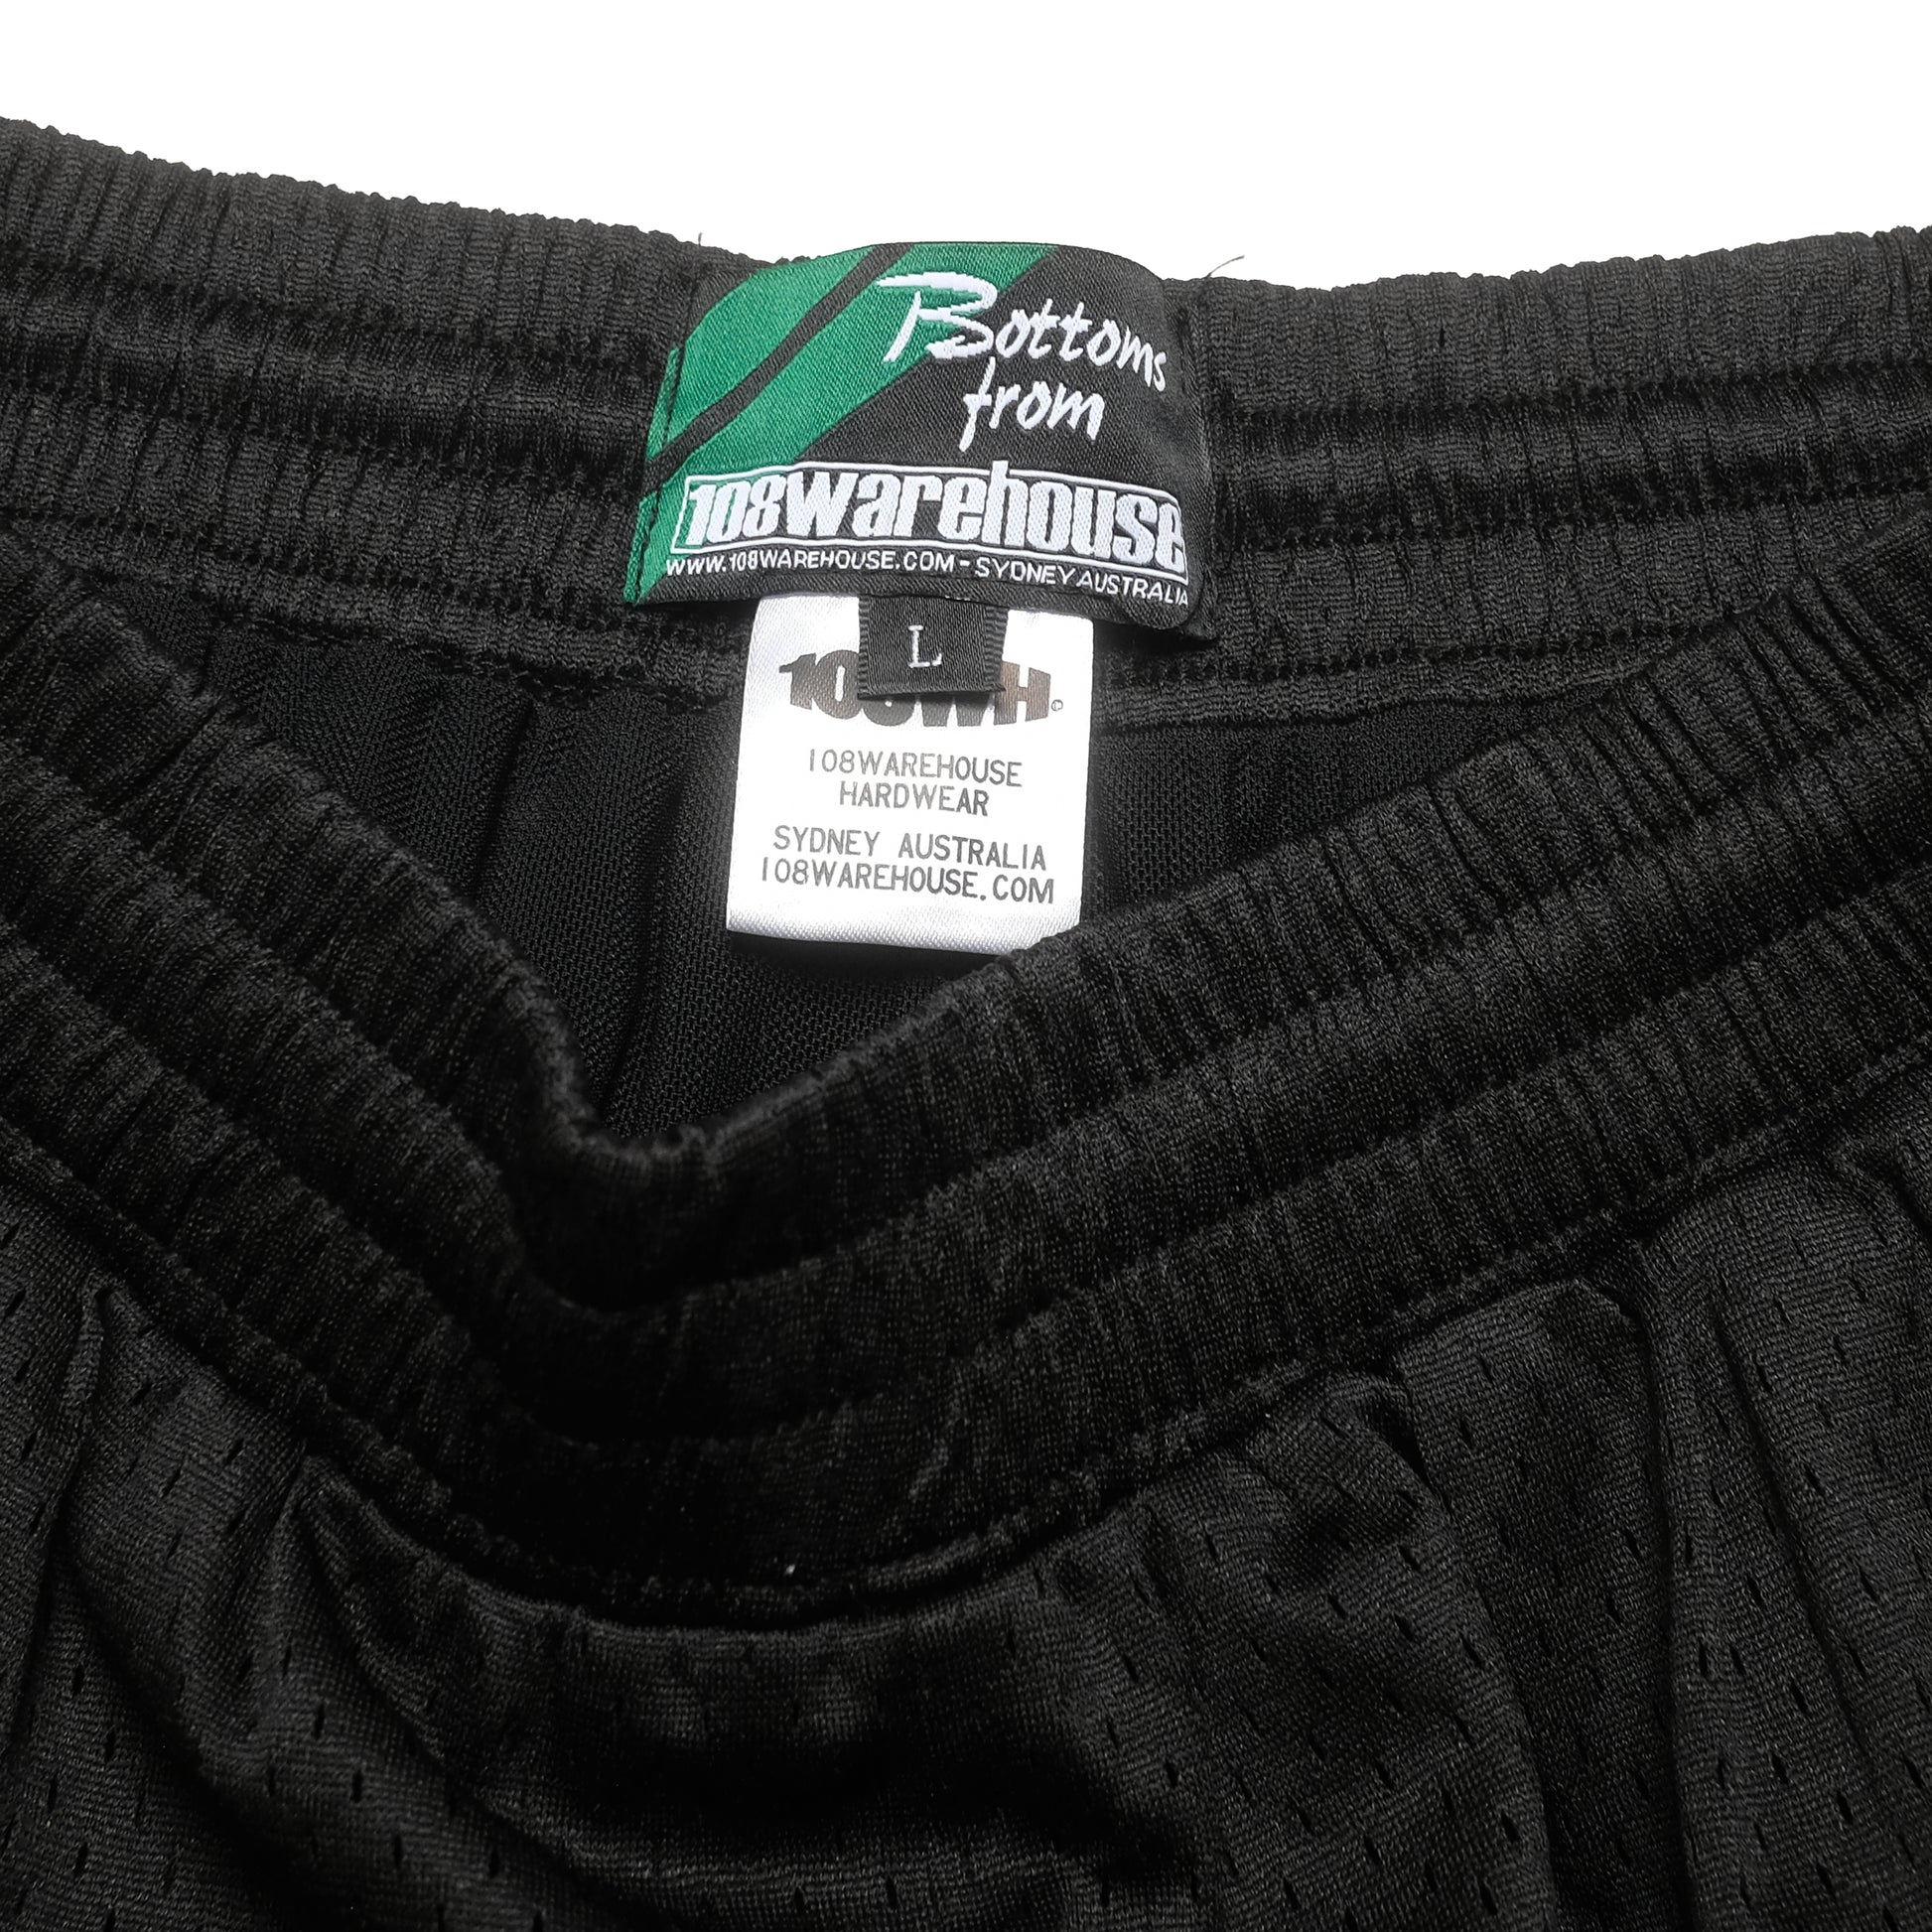 Bottoms
from
108warehouse
WWW.108WAREHOUSE.COM - SYDNEY AUSTRALIA
L
108WH
108WAREHOUSE
HARDWEAR
SYDNEY AUSTRALIA
108WAREHOUSE.COM